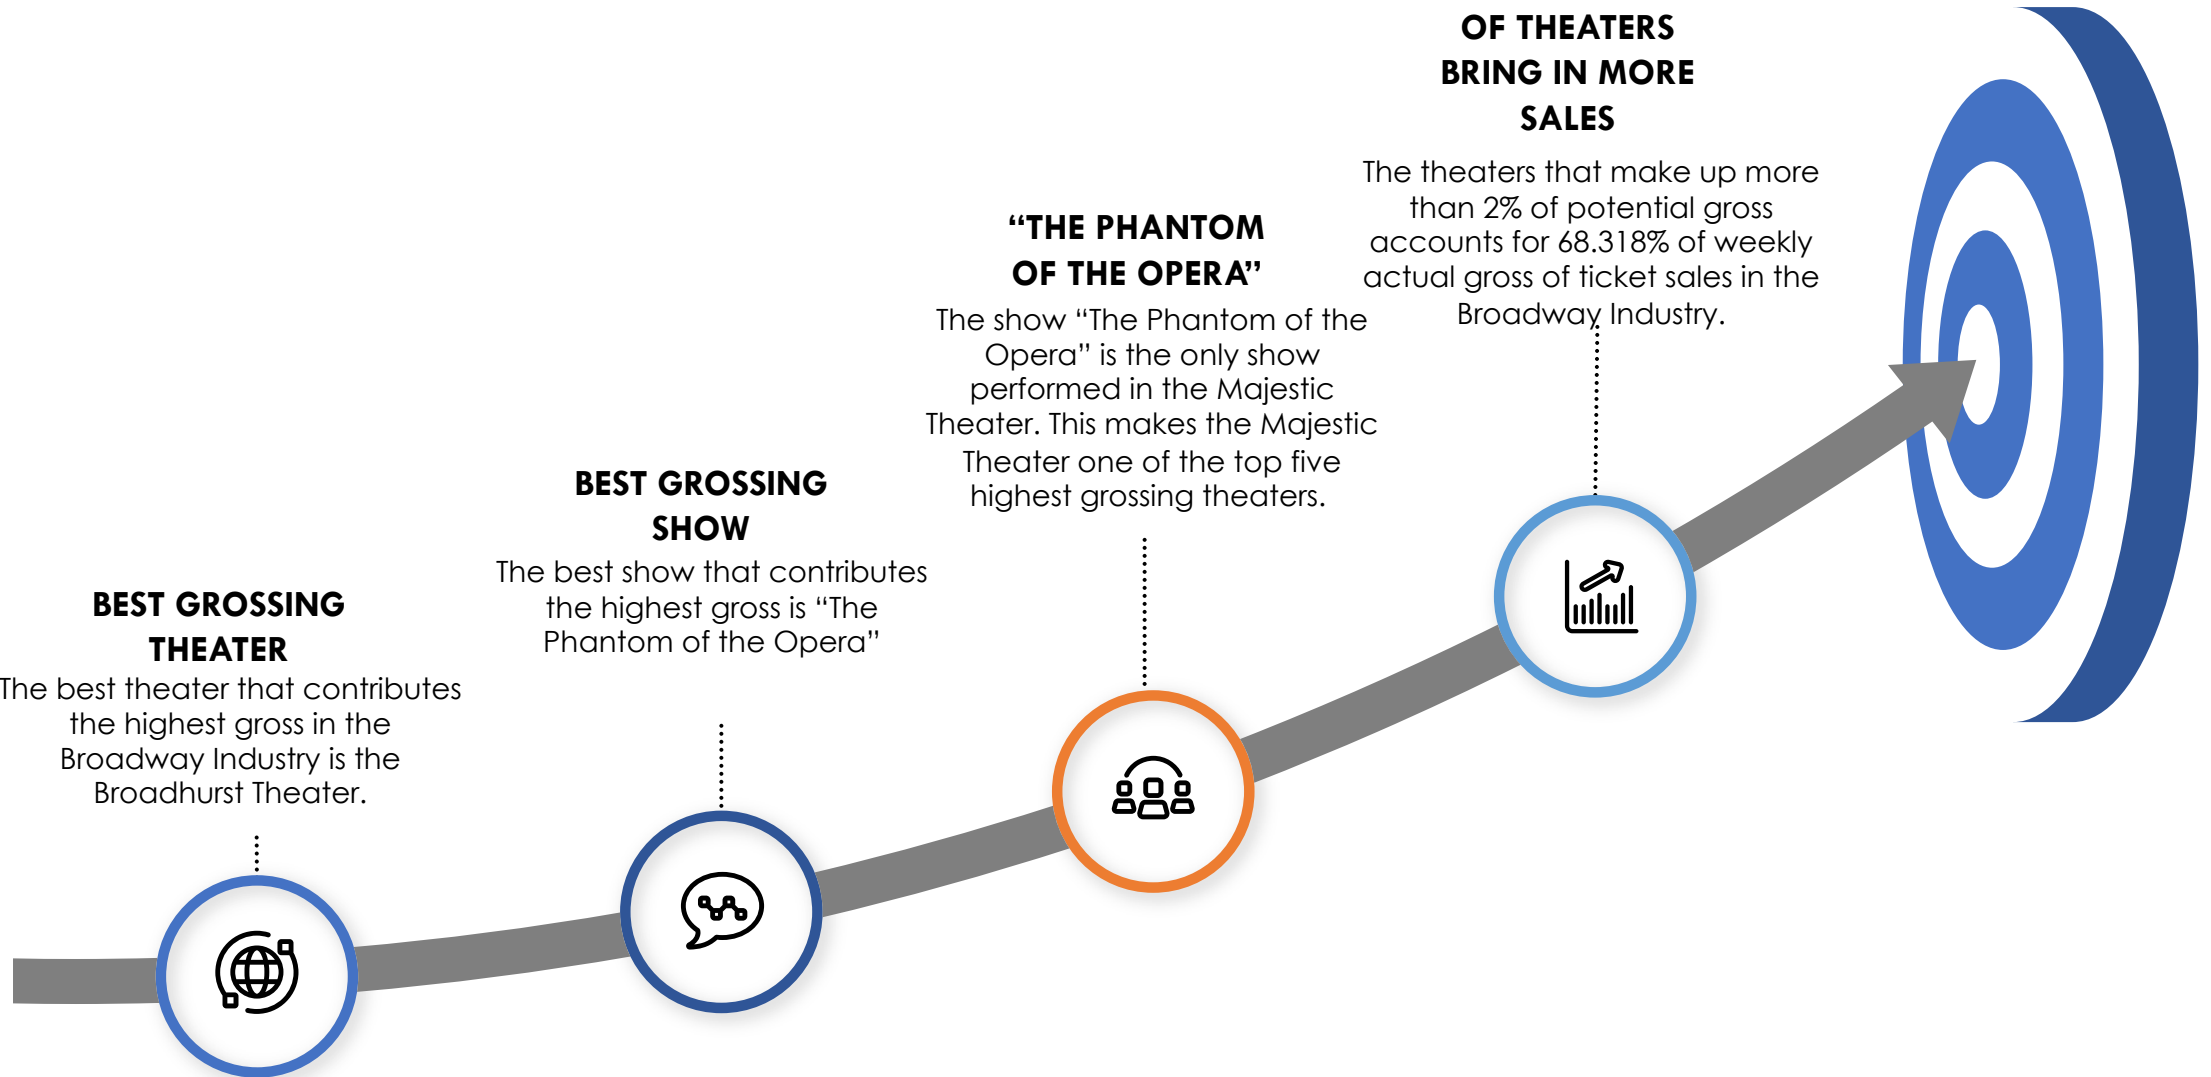 BEST GROSSING
THEATER
The best theater that contributes
the highest gross in the
Broadway Industry is the
Broadhurst Theater.
BEST GROSSING
SHOW
The best show that contributes
the highest gross is “The
Phantom of the Opera”
“THE PHANTOM
OF THE OPERA”
The show “The Phantom of the
Opera” is the only show
performed in the Majestic
Theater. This makes the Majestic
Theater one of the top five
highest grossing theaters.
OF THEATERS
BRING IN MORE
SALES
The theaters that make up more
than 2% of potential gross
accounts for 68.318% of weekly
actual gross of ticket sales in the
Broadway Industry.